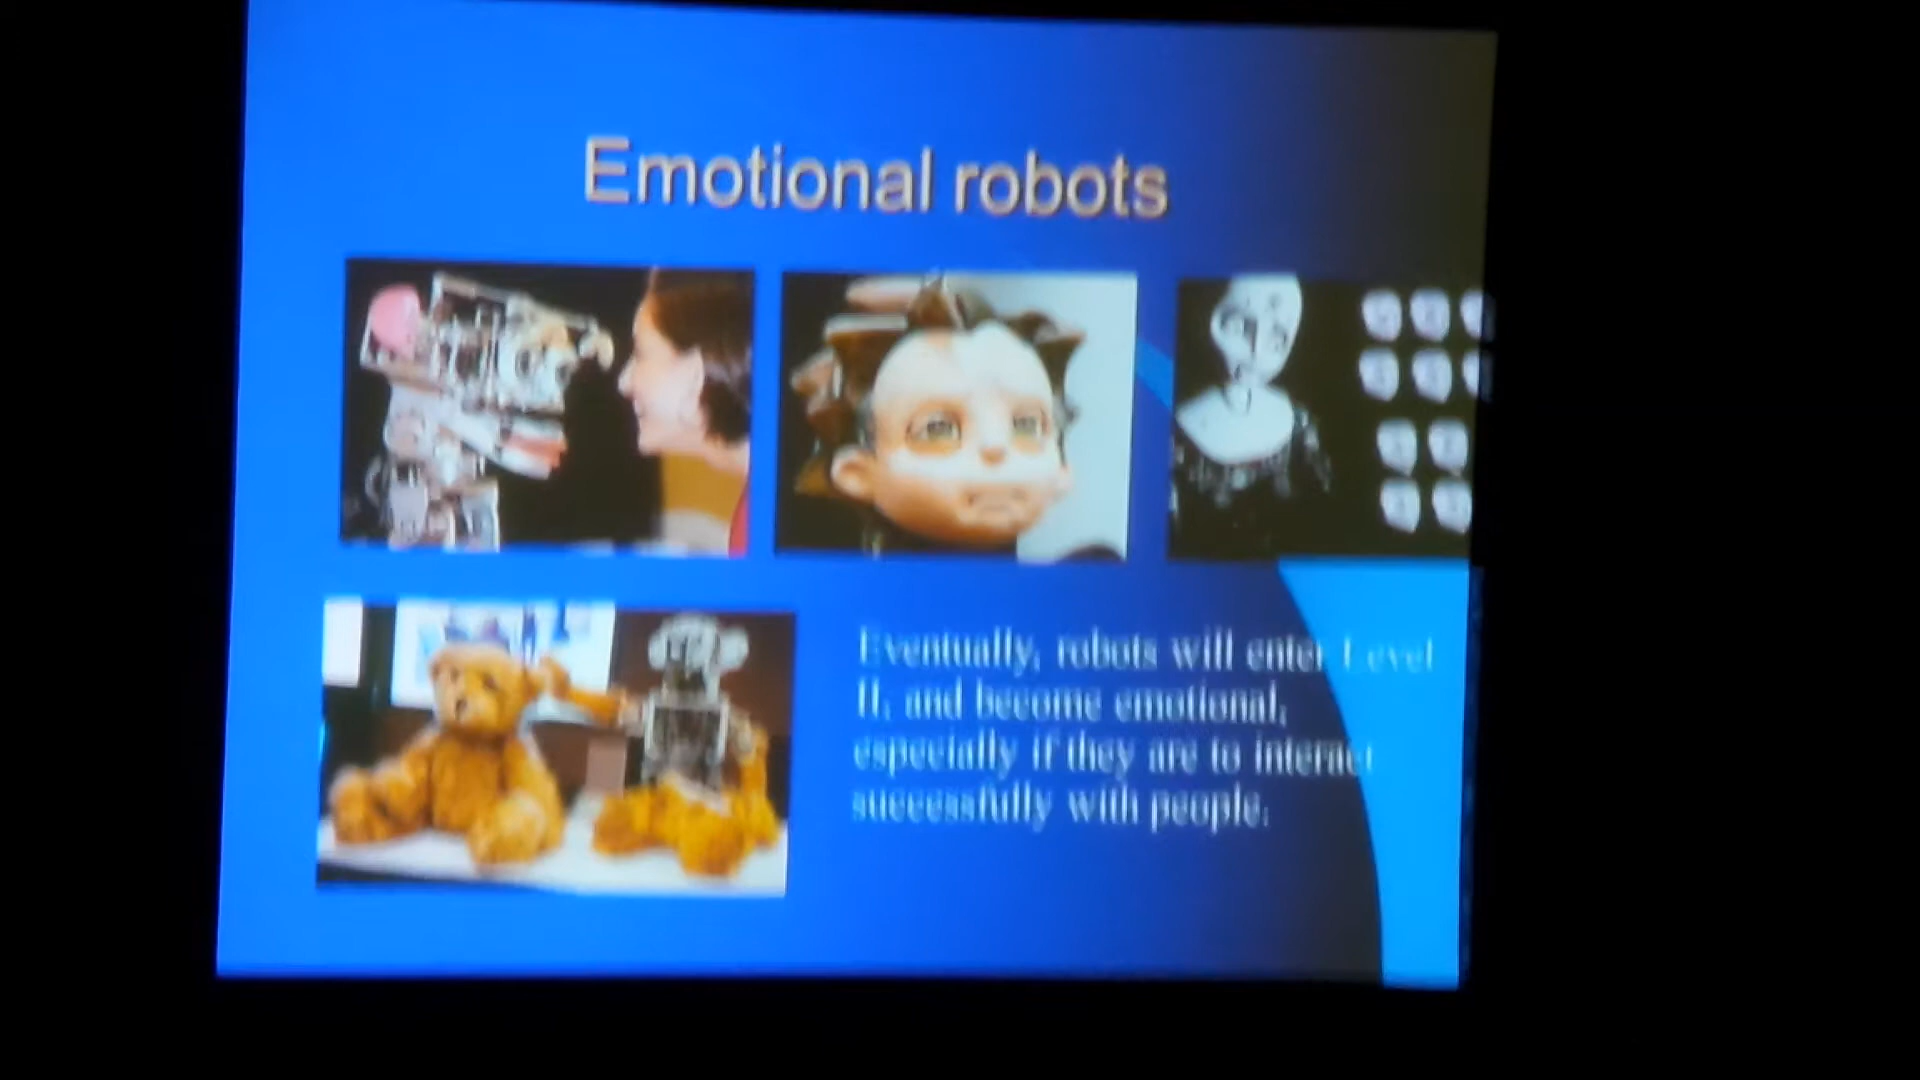 Emotional robots
Eventually, robots will enter Level
II, and become emotional,
especially if they are to interact
successfully with people.